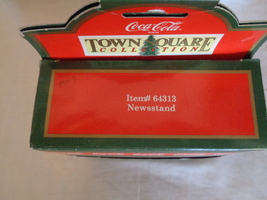 Coca-Cola
TOWN SQUARE
COLLECTION
Item# 64313
Newsstand